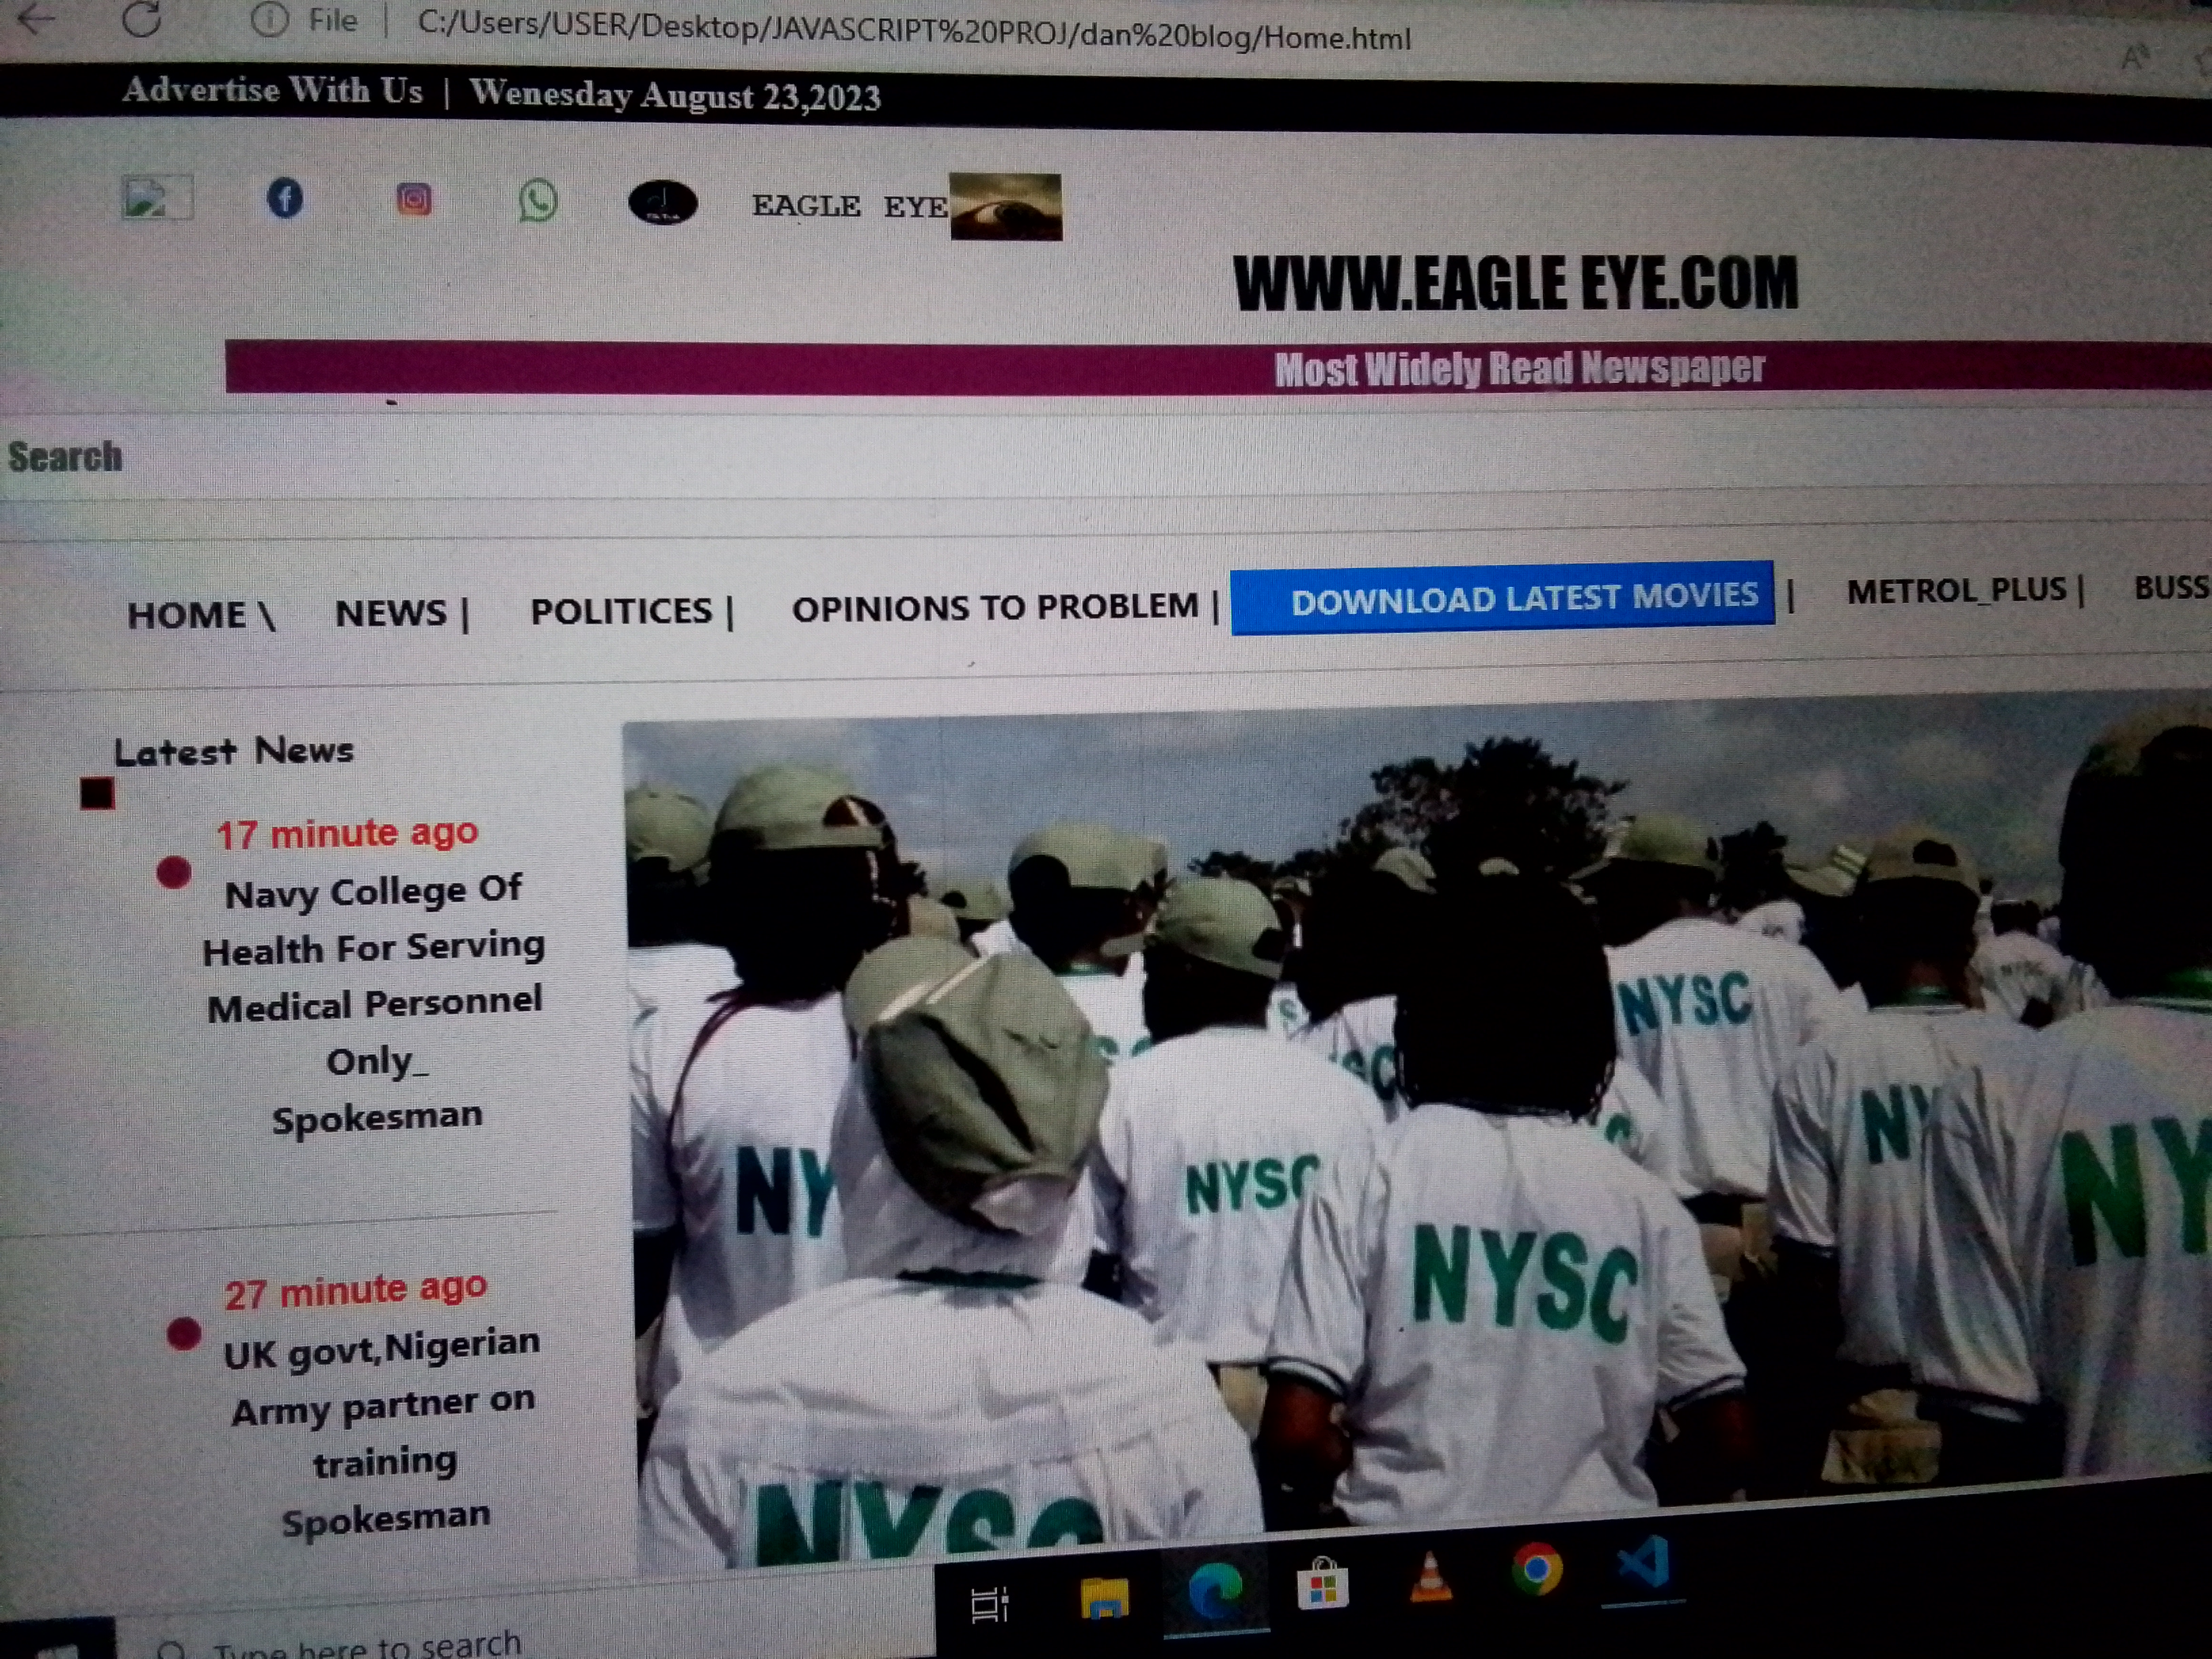 File | C:/Users/USER/Desktop/JAVASCRIPT%20PROJ/dan%20blog/Home.html
Advertise With Us | Wenesday August 23,2023
EAGLE EYE
WWW.EAGLE EYE.COM
Most Widely Read Newspaper
Search
HOME \ NEWS | POLITICES | OPINIONS TO PROBLEM | DOWNLOAD LATEST MOVIES | METROL_PLUS | BUSS
Latest News
17 minute ago
Navy College Of
Health For Serving
Medical Personnel
Only_
Spokesman
27 minute ago
UK govt,Nigerian
Army partner on
training
Spokesman
NYSC
NY
NY
NY
NYSC
NYSC
NYSC
Type here to search